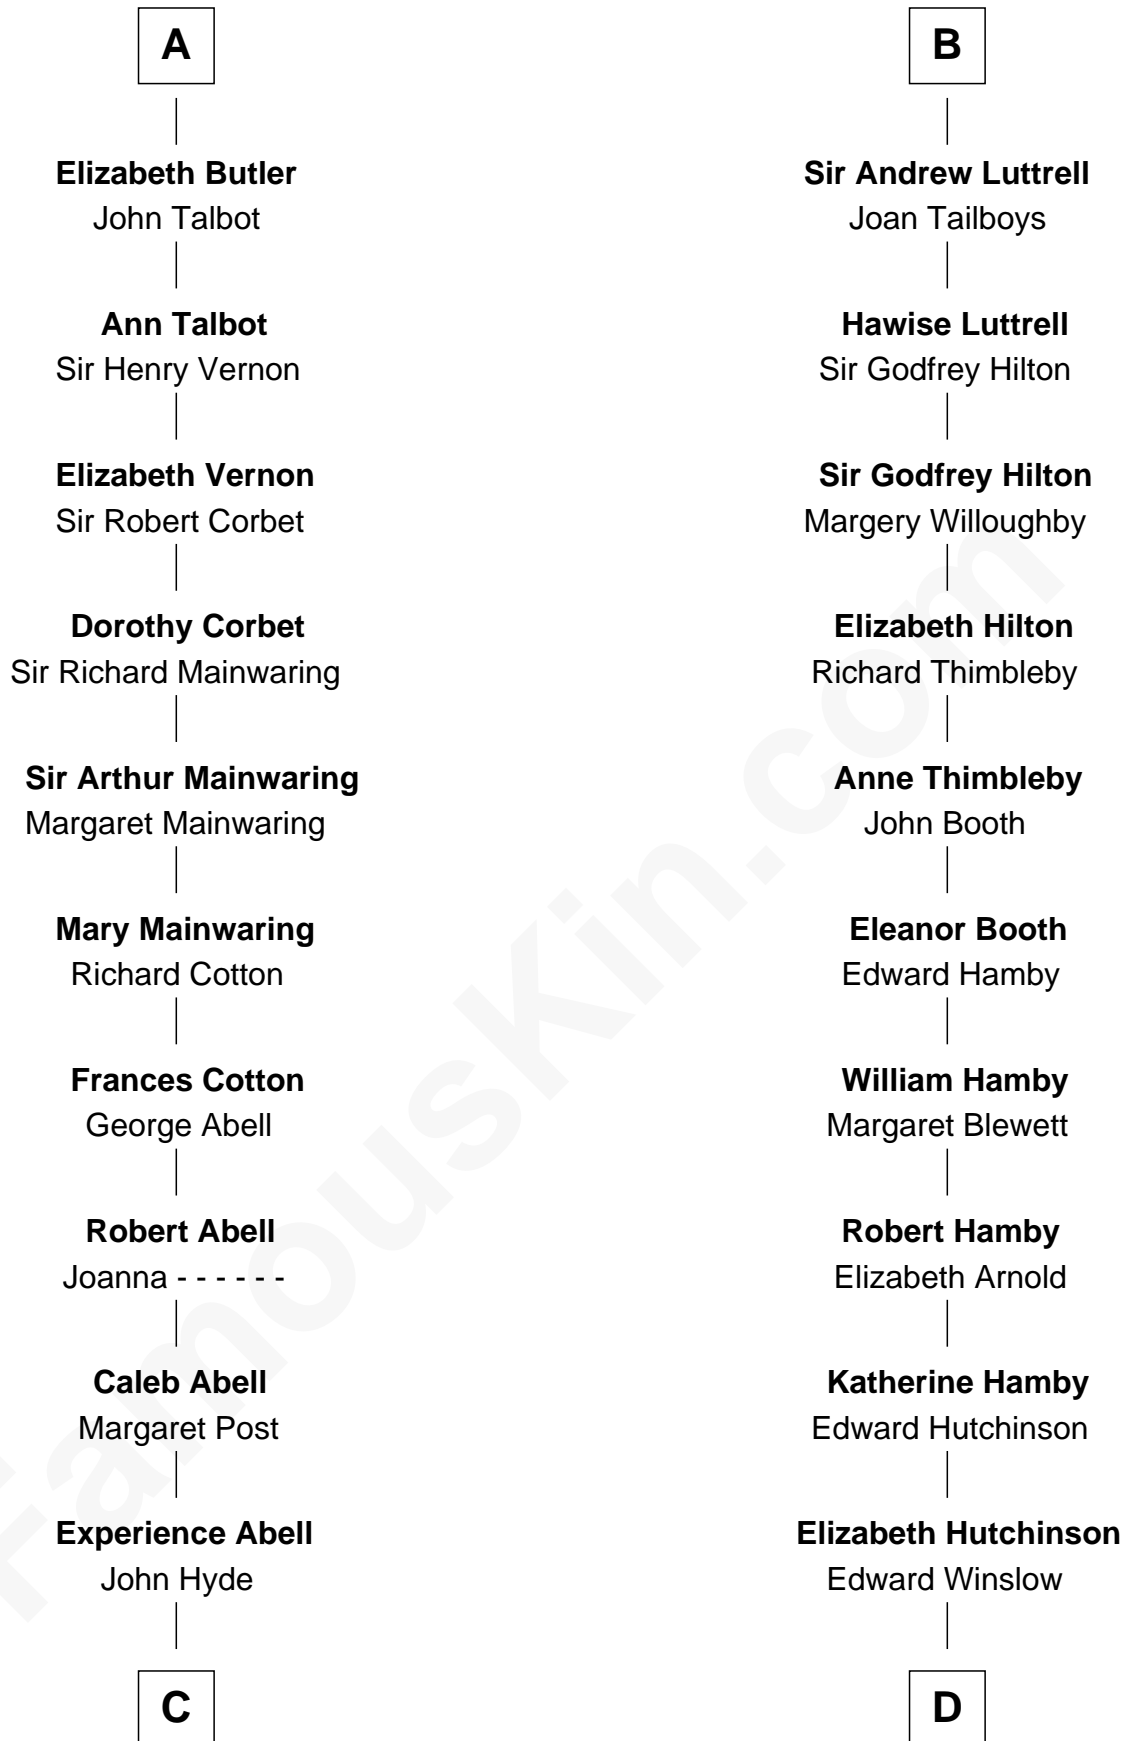 A
Elizabeth Butler
John Talbot
Ann Talbot
Sir Henry Vernon
Elizabeth Vernon
Sir Robert Corbet
Dorothy Corbet
Sir Richard Mainwaring
Sir Arthur Mainwaring
Margaret Mainwaring
Mary Mainwaring
Richard Cotton
Frances Cotton
George Abell
Robert Abell
Joanna - - - - - -
Caleb Abell
Margaret Post
Experience Abell
John Hyde
C
B
Sir Andrew Luttrell
Joan Tailboys
Hawise Luttrell
Sir Godfrey Hilton
Sir Godfrey Hilton
Margery Willoughby
Elizabeth Hilton
Richard Thimbleby
Anne Thimbleby
John Booth
Eleanor Booth
Edward Hamby
William Hamby
Margaret Blewett
Robert Hamby
Elizabeth Arnold
Katherine Hamby
Edward Hutchinson
Elizabeth Hutchinson
Edward Winslow
D
FamousKin.com